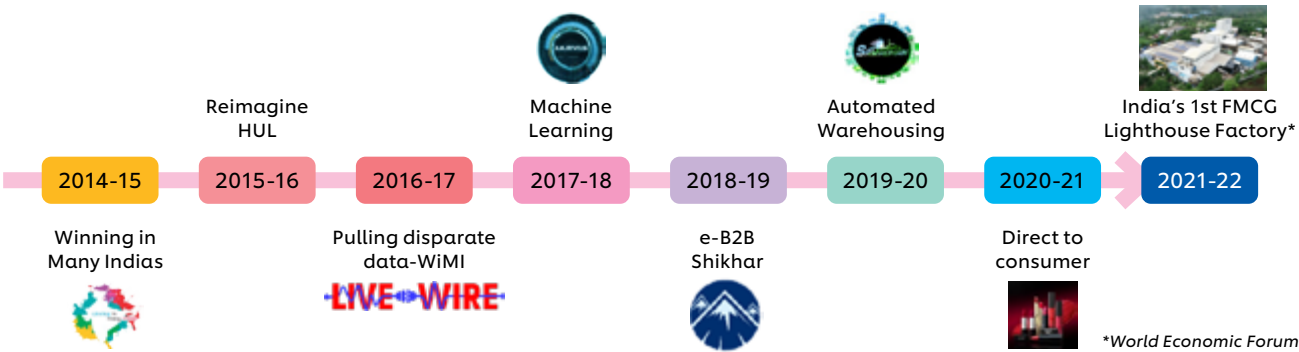 Reimagine
HUL
Machine
Learning
Automated
Warehousing
India's 1st FMCG
Lighthouse Factory*
2014-15
2015-16
2016-17
2017-18
2018-19
2019-20
2020-21
2021-22
Winning in
Many Indias
Pulling disparate
data-WiMI
LIVE WIRE
e-B2B
Shikhar
Direct to
consumer
*World Economic Forum